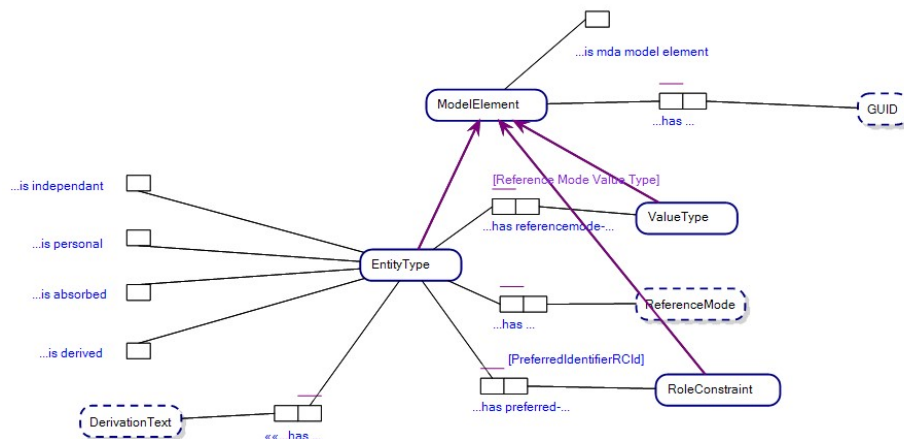 ...is mda model element
ModelElement
...has ...
GUID
...is independant
[Reference Mode Value Type]
...has referencemode-...
ValueType
...is personal
EntityType
...is absorbed
...has ...
ReferenceMode
...is derived
[PreferredIdentifierRCId]
...has preferred-...
RoleConstraint
DerivationText
««...has...